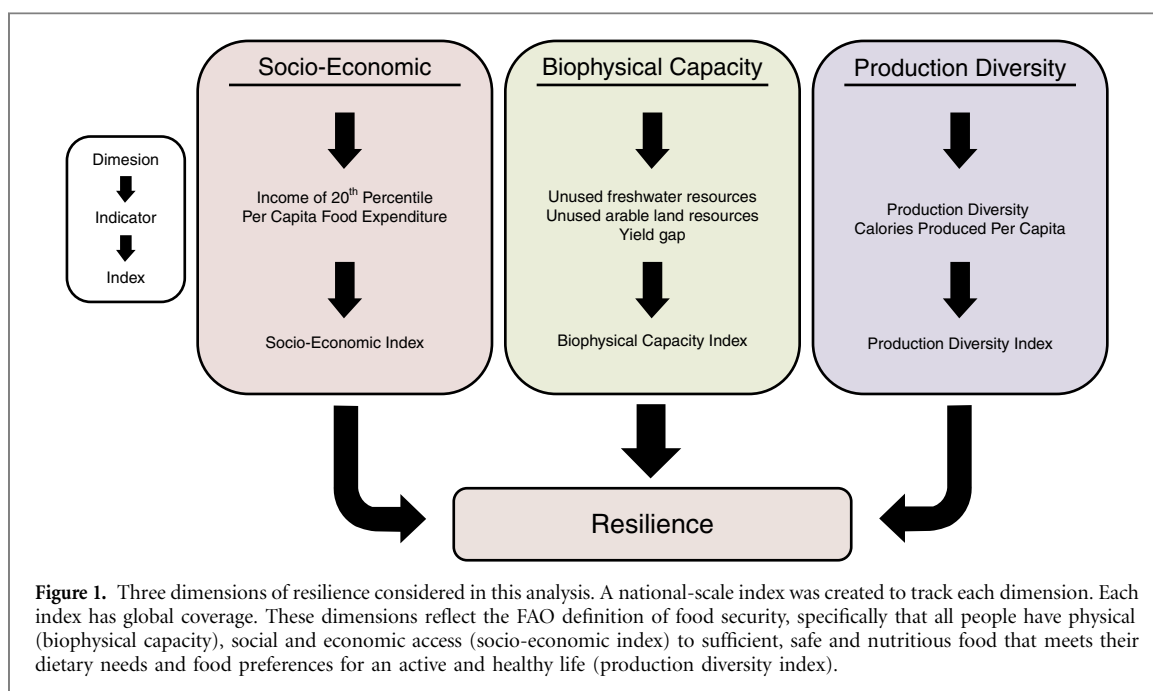 Socio-Economic
Income of 20th Percentile
Per Capita Food Expenditure
Socio-Economic Index
Biophysical Capacity
Unused freshwater resources
Unused arable land resources
Yield gap
Biophysical Capacity Index
Production Diversity
Production Diversity
Calories Produced Per Capita
Production Diversity Index
Dimesion
Indicator
Index
Resilience
Figure 1. Three dimensions of resilience considered in this analysis. A national-scale index was created to track each dimension. Each
index has global coverage. These dimensions reflect the FAO definition of food security, specifically that all people have physical
(biophysical capacity), social and economic access (socio-economic index) to sufficient, safe and nutritious food that meets their
dietary needs and food preferences for an active and healthy life (production diversity index).